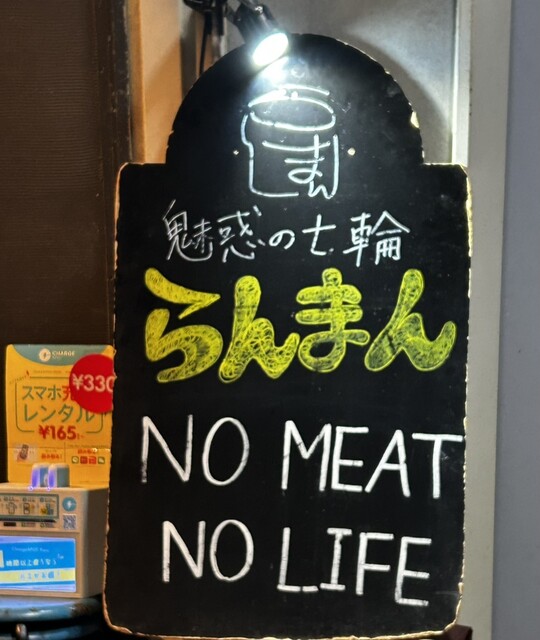 まん
魅惑の七輪
らんまん
NO MEAT
NO LIFE
CHARGE
¥330
スマホ充
レンタル
¥165